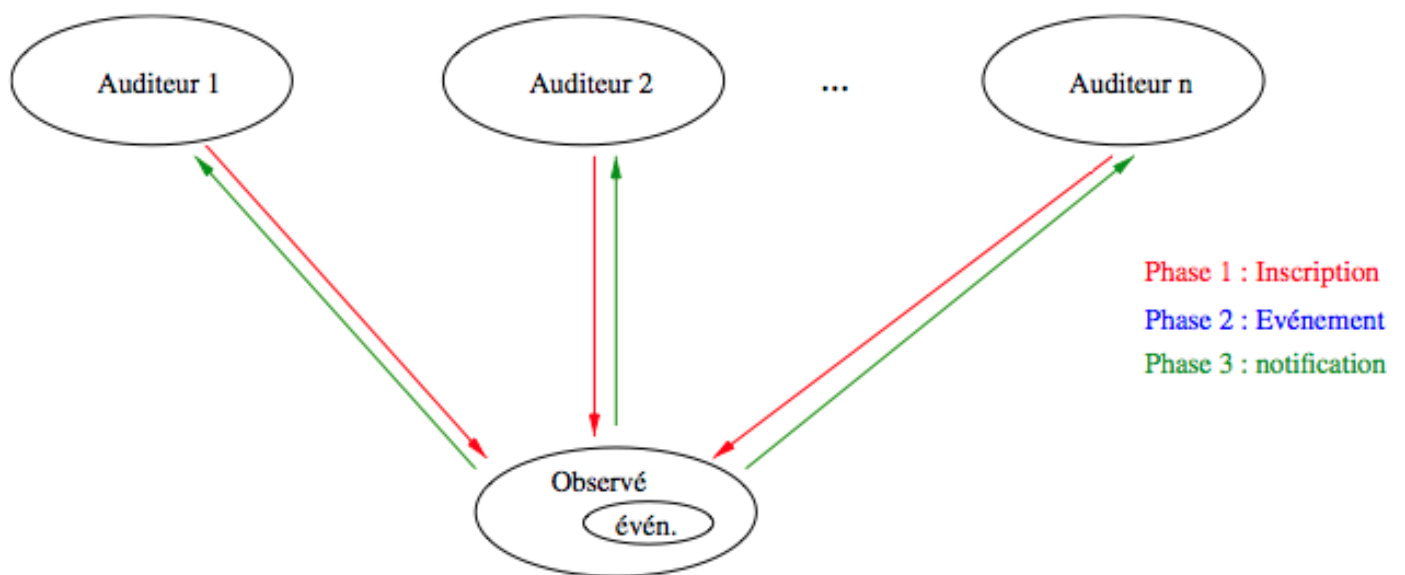 Auditeur 1
Auditeur 2
...
Auditeur n
Phase 1 : Inscription
Phase 2 : Evénement
Phase 3 : notification
Observé
évén.